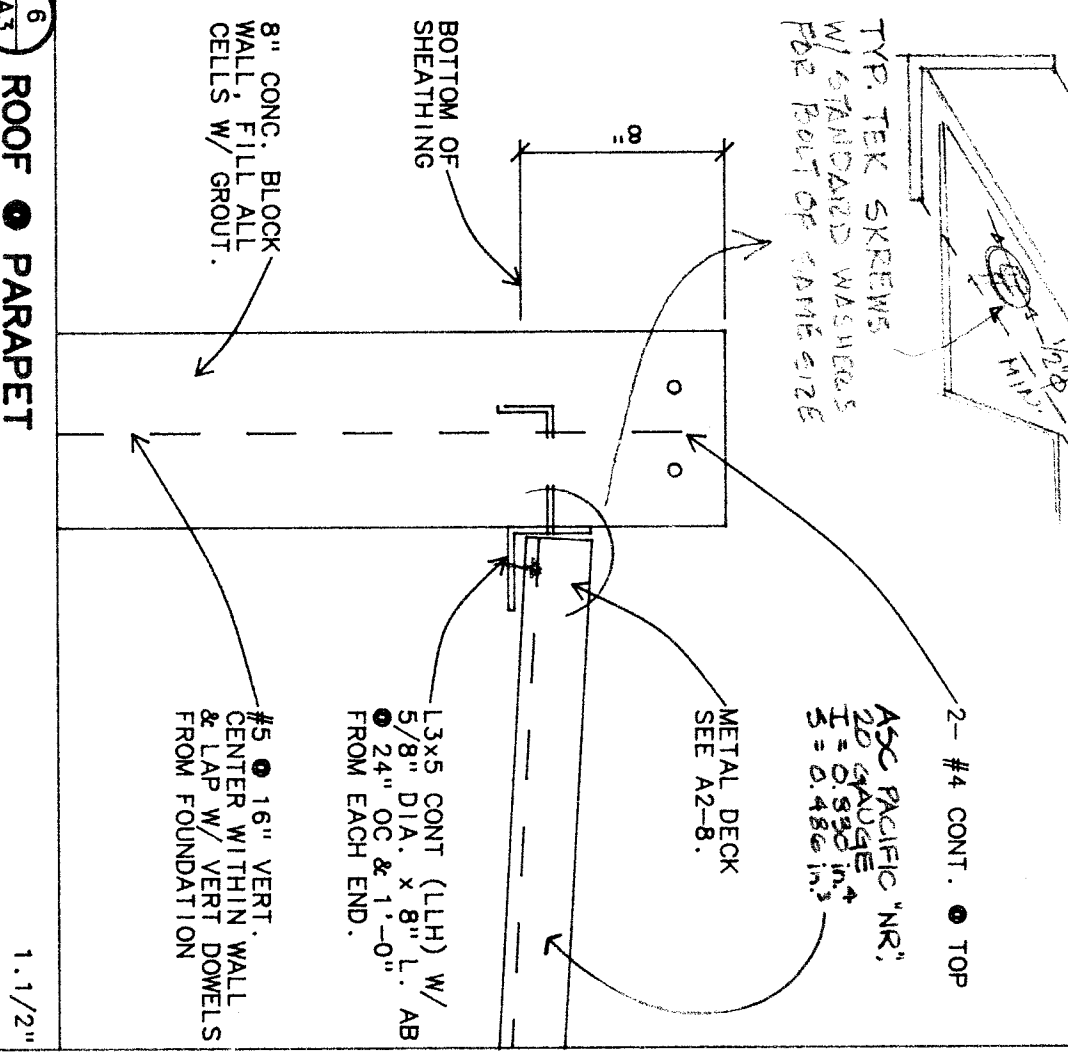 TYP. TEK SKREWS
W/ STANDARD WASHERS
FOR BOLT OF SAME SIZE
1/2"Ø
MIN.
2- #4 CONT. @ TOP
ASC PACIFIC "NR",
20 GAUGE
I = 0.830 in.4
S = 0.486 in.3
8"
BOTTOM OF
SHEATHING
METAL DECK
SEE A2-8.
8" CONC. BLOCK
WALL, FILL ALL
CELLS W/ GROUT.
L3x5 CONT (LLH) W/
5/8" DIA. x 8" L. AB
@ 24" OC & 1'-0"
FROM EACH END.
#5 @ 16" VERT.
CENTER WITHIN WALL
& LAP W/ VERT DOWELS
FROM FOUNDATION
6
A3
ROOF @ PARAPET
1.1/2"